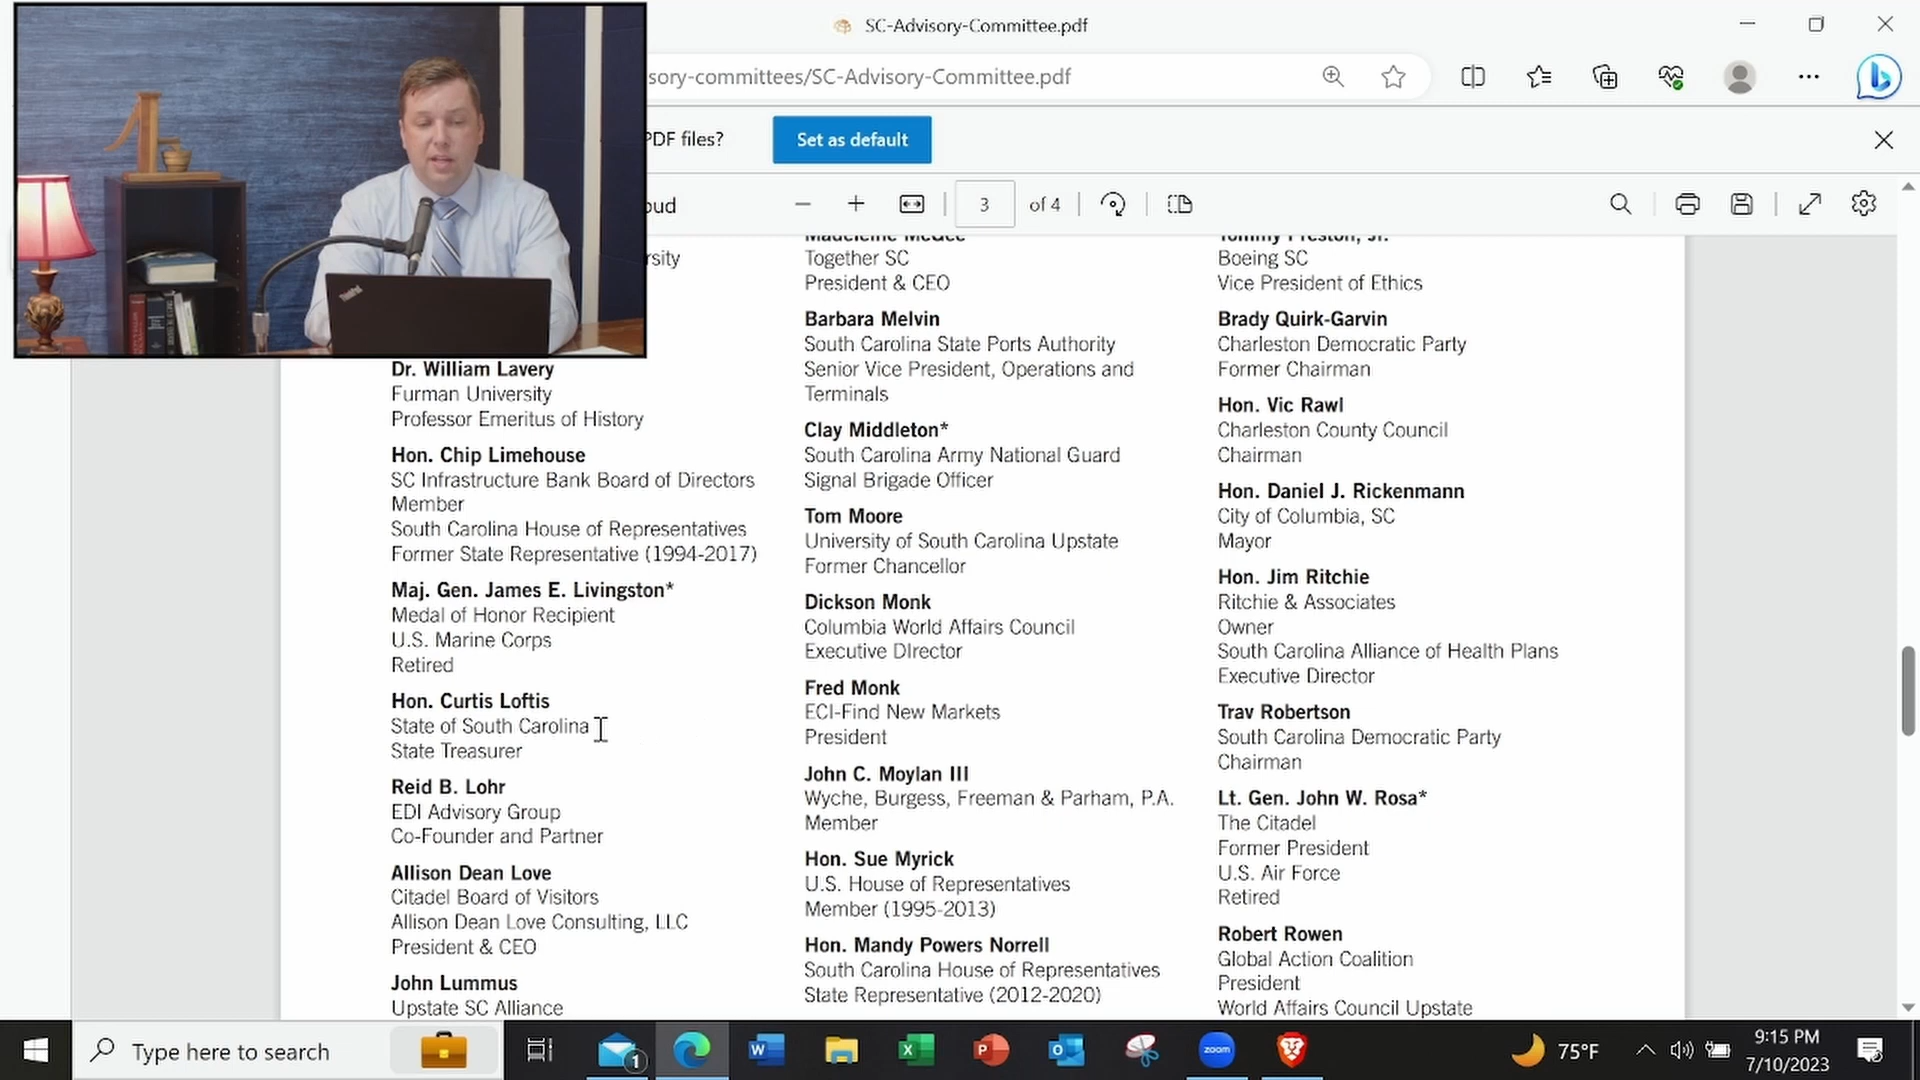 SC-Advisory-Committee.pdf
sory-committees/SC-Advisory-Committee.pdf
PDF files?
Set as default
oud
3
of 4
rsity
Dr. William Lavery
Furman University
Professor Emeritus of History
Hon. Chip Limehouse
SC Infrastructure Bank Board of Directors
Member
South Carolina House of Representatives
Former State Representative (1994-2017)
Maj. Gen. James E. Livingston*
Medal of Honor Recipient
U.S. Marine Corps
Retired
Hon. Curtis Loftis
State of South Carolina
State Treasurer
Reid B. Lohr
EDI Advisory Group
Co-Founder and Partner
Allison Dean Love
Citadel Board of Visitors
Allison Dean Love Consulting, LLC
President & CEO
John Lummus
Upstate SC Alliance
Madeleine McGee
Together SC
President & CEO
Barbara Melvin
South Carolina State Ports Authority
Senior Vice President, Operations and
Terminals
Clay Middleton*
South Carolina Army National Guard
Signal Brigade Officer
Tom Moore
University of South Carolina Upstate
Former Chancellor
Dickson Monk
Columbia World Affairs Council
Executive DIrector
Fred Monk
ECI-Find New Markets
President
John C. Moylan III
Wyche, Burgess, Freeman & Parham, P.A.
Member
Hon. Sue Myrick
U.S. House of Representatives
Member (1995-2013)
Hon. Mandy Powers Norrell
South Carolina House of Representatives
State Representative (2012-2020)
Tommy Preston, Jr.
Boeing SC
Vice President of Ethics
Brady Quirk-Garvin
Charleston Democratic Party
Former Chairman
Hon. Vic Rawl
Charleston County Council
Chairman
Hon. Daniel J. Rickenmann
City of Columbia, SC
Mayor
Hon. Jim Ritchie
Ritchie & Associates
Owner
South Carolina Alliance of Health Plans
Executive Director
Trav Robertson
South Carolina Democratic Party
Chairman
Lt. Gen. John W. Rosa*
The Citadel
Former President
U.S. Air Force
Retired
Robert Rowen
Global Action Coalition
President
World Affairs Council Upstate
Type here to search
1
zoom
75°F
9:15 PM
7/10/2023
ThinkPad